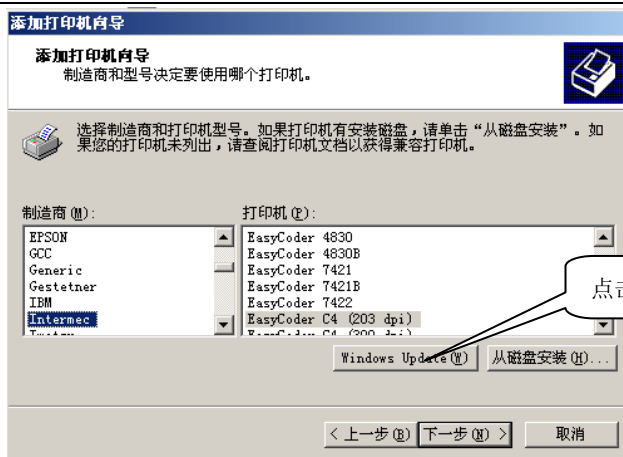 添加打印机向导
添加打印机向导
制造商和型号决定要使用哪个打印机。
选择制造商和打印机型号。如果打印机有安装磁盘，请单击“从磁盘安装”。如
果您的打印机未列出，请查阅打印机文档以获得兼容打印机。
制造商(M):
EPSON
GCC
Generic
Gestetner
IBM
Intermec
打印机(P):
EasyCoder 4830
EasyCoder 4830B
EasyCoder 7421
EasyCoder 7421B
EasyCoder 7422
EasyCoder C4 (203 dpi)
点击
Windows Update(W)
从磁盘安装(H)...
< 上一步(B)
下一步(N) >
取消